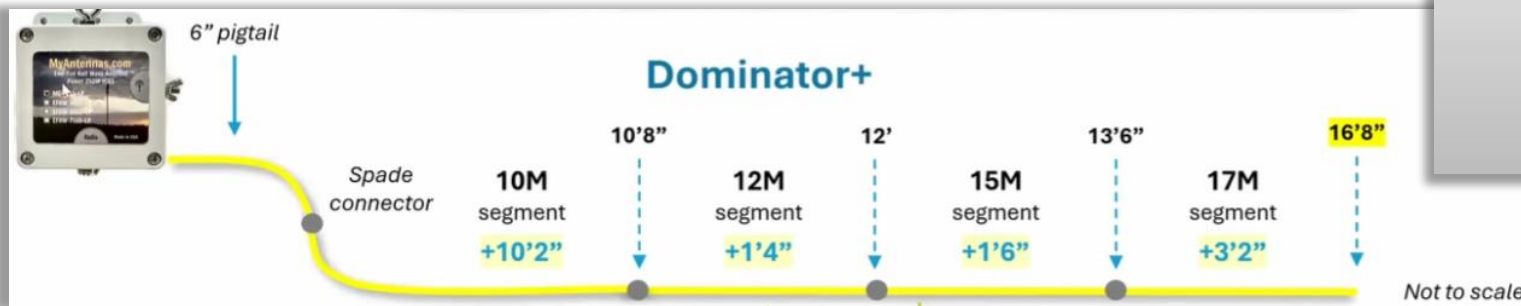 6” pigtail
MyAntennas.com
Dominator+
Spade
connector
10M
segment
+10’2”
10’8”
12M
segment
+1’4”
12’
15M
segment
+1’6”
13’6”
17M
segment
+3’2”
16’8”
Not to scale